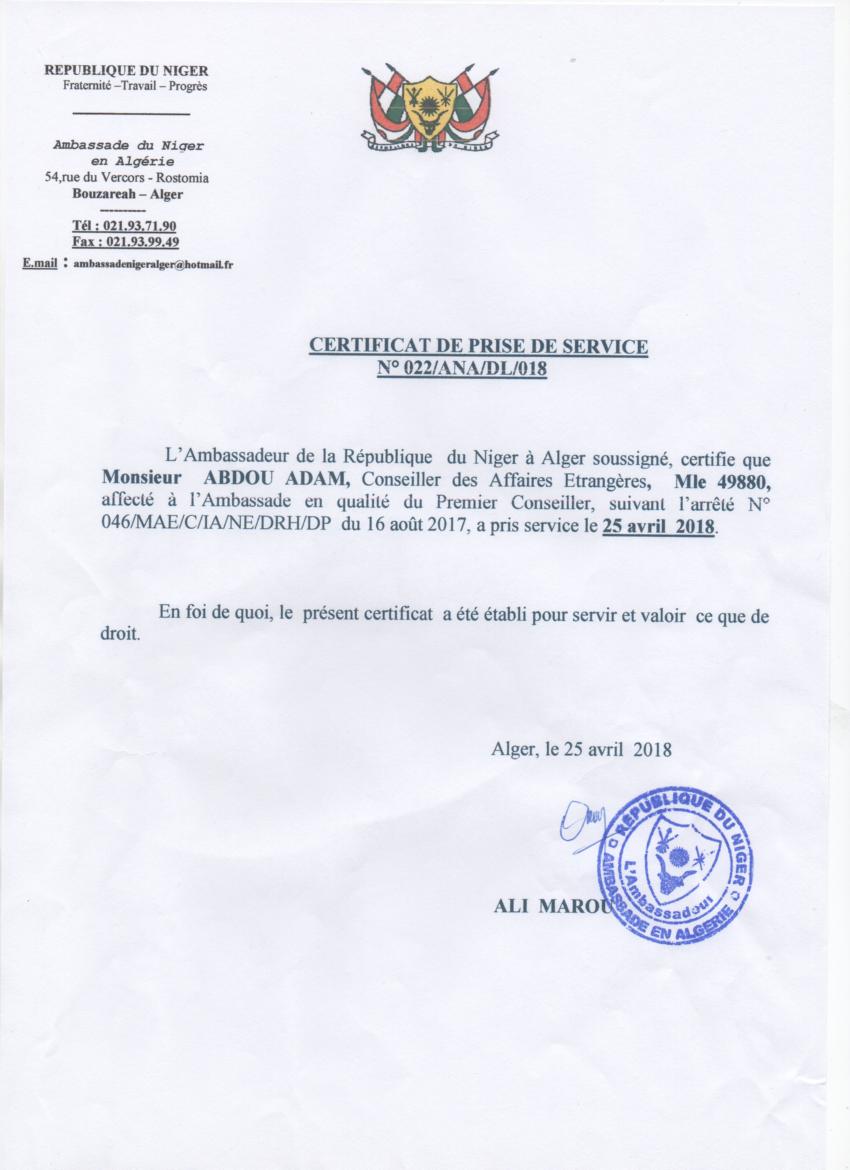 REPUBLIQUE DU NIGER
Fraternité –Travail – Progrès
Ambassade du Niger
en Algérie
54,rue du Vercors - Rostomia
Bouzareah – Alger
----------
Tél : 021.93.71.90
Fax : 021.93.99.49
E.mail : ambassadenigeralger@hotmail.fr
CERTIFICAT DE PRISE DE SERVICE
N° 022/ANA/DL/018
L’Ambassadeur de la République du Niger à Alger soussigné, certifie que
Monsieur ABDOU ADAM, Conseiller des Affaires Etrangères, Mle 49880,
affecté à l’Ambassade en qualité du Premier Conseiller, suivant l’arrêté N°
046/MAE/C/IA/NE/DRH/DP du 16 août 2017, a pris service le 25 avril 2018.
En foi de quoi, le présent certificat a été établi pour servir et valoir ce que de
droit.
Alger, le 25 avril 2018
RÉPUBLIQUE DU NIGER
L'Ambassadeur
AMBASSADE EN ALGERIE
ALI MAROU